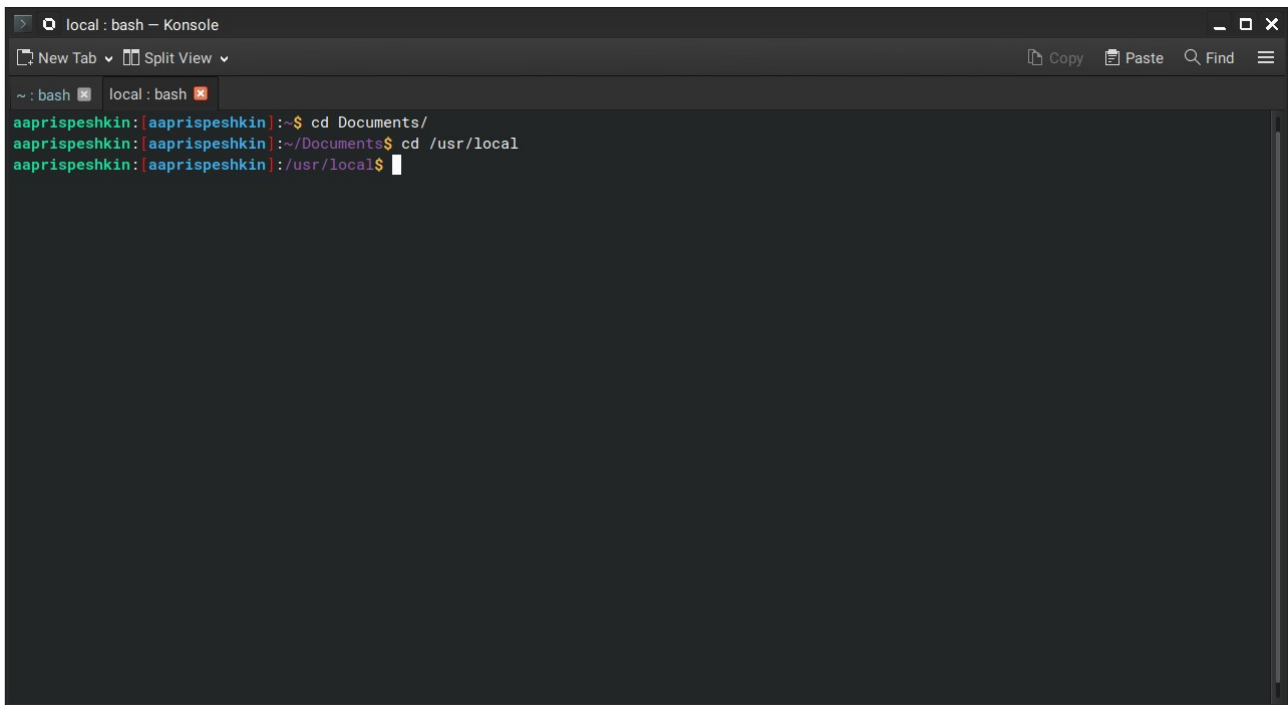 local : bash — Konsole
New Tab Split View Copy Paste Find
~ : bash local : bash
aaprispeshkin:[aaprispeshkin]:~$ cd Documents/
aaprispeshkin:[aaprispeshkin]:~/Documents$ cd /usr/local
aaprispeshkin:[aaprispeshkin]:/usr/local$